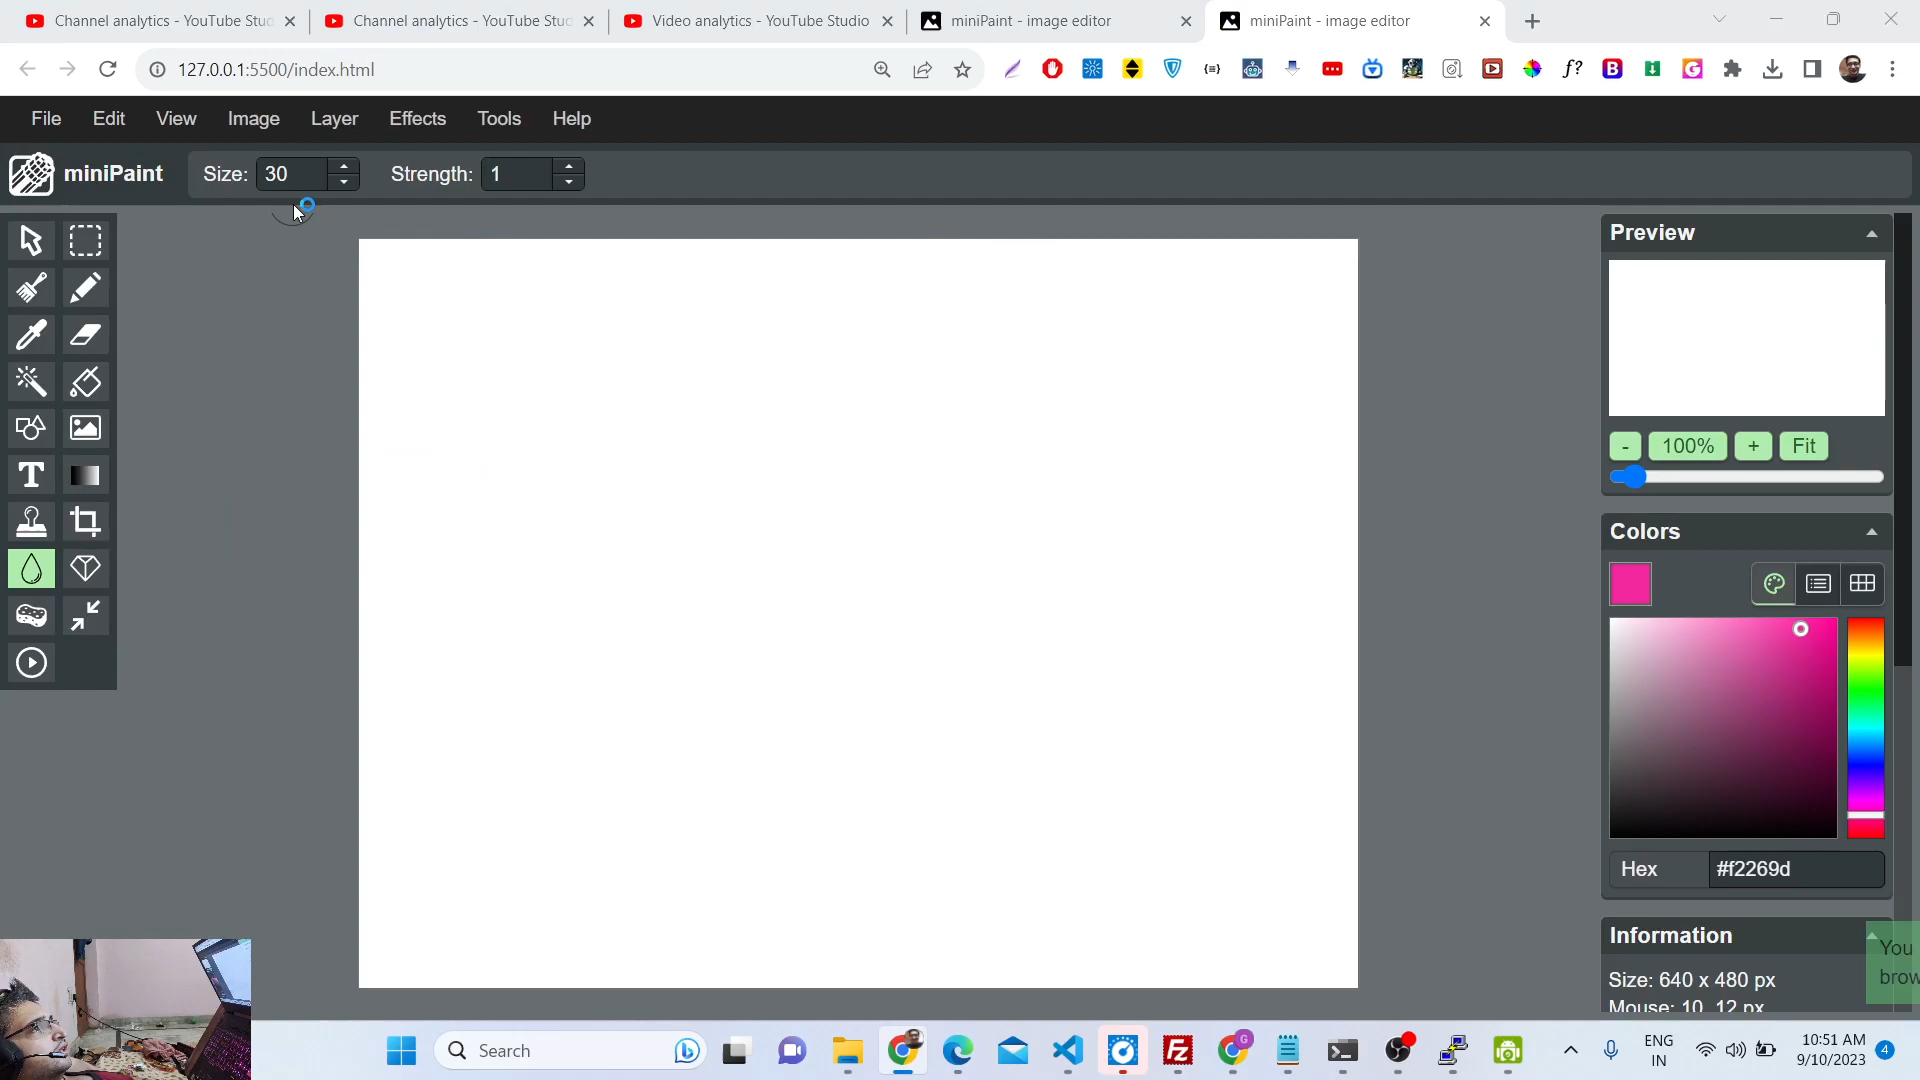 Channel analytics - YouTube Stud
Channel analytics - YouTube Stud
Video analytics - YouTube Studio
miniPaint - image editor
miniPaint - image editor
127.0.0.1:5500/index.html
File Edit View Image Layer Effects Tools Help
miniPaint
Size: 30
Strength: 1
Preview
- 100% + Fit
Colors
Hex #f2269d
Information
Size: 640 x 480 px
Mouse: 10, 12 px
You
brow
Search
ENG
IN
10:51 AM
9/10/2023
4